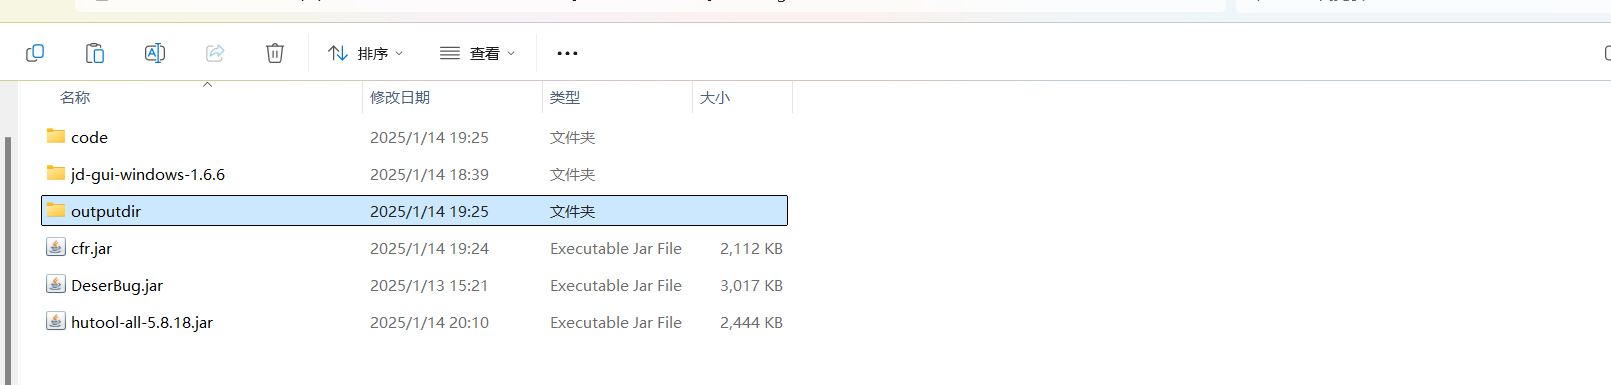 排序 查看
名称 修改日期 类型 大小
code 2025/1/14 19:25 文件夹
jd-gui-windows-1.6.6 2025/1/14 18:39 文件夹
outputdir 2025/1/14 19:25 文件夹
cfr.jar 2025/1/14 19:24 Executable Jar File 2,112 KB
DeserBug.jar 2025/1/13 15:21 Executable Jar File 3,017 KB
hutool-all-5.8.18.jar 2025/1/14 20:10 Executable Jar File 2,444 KB